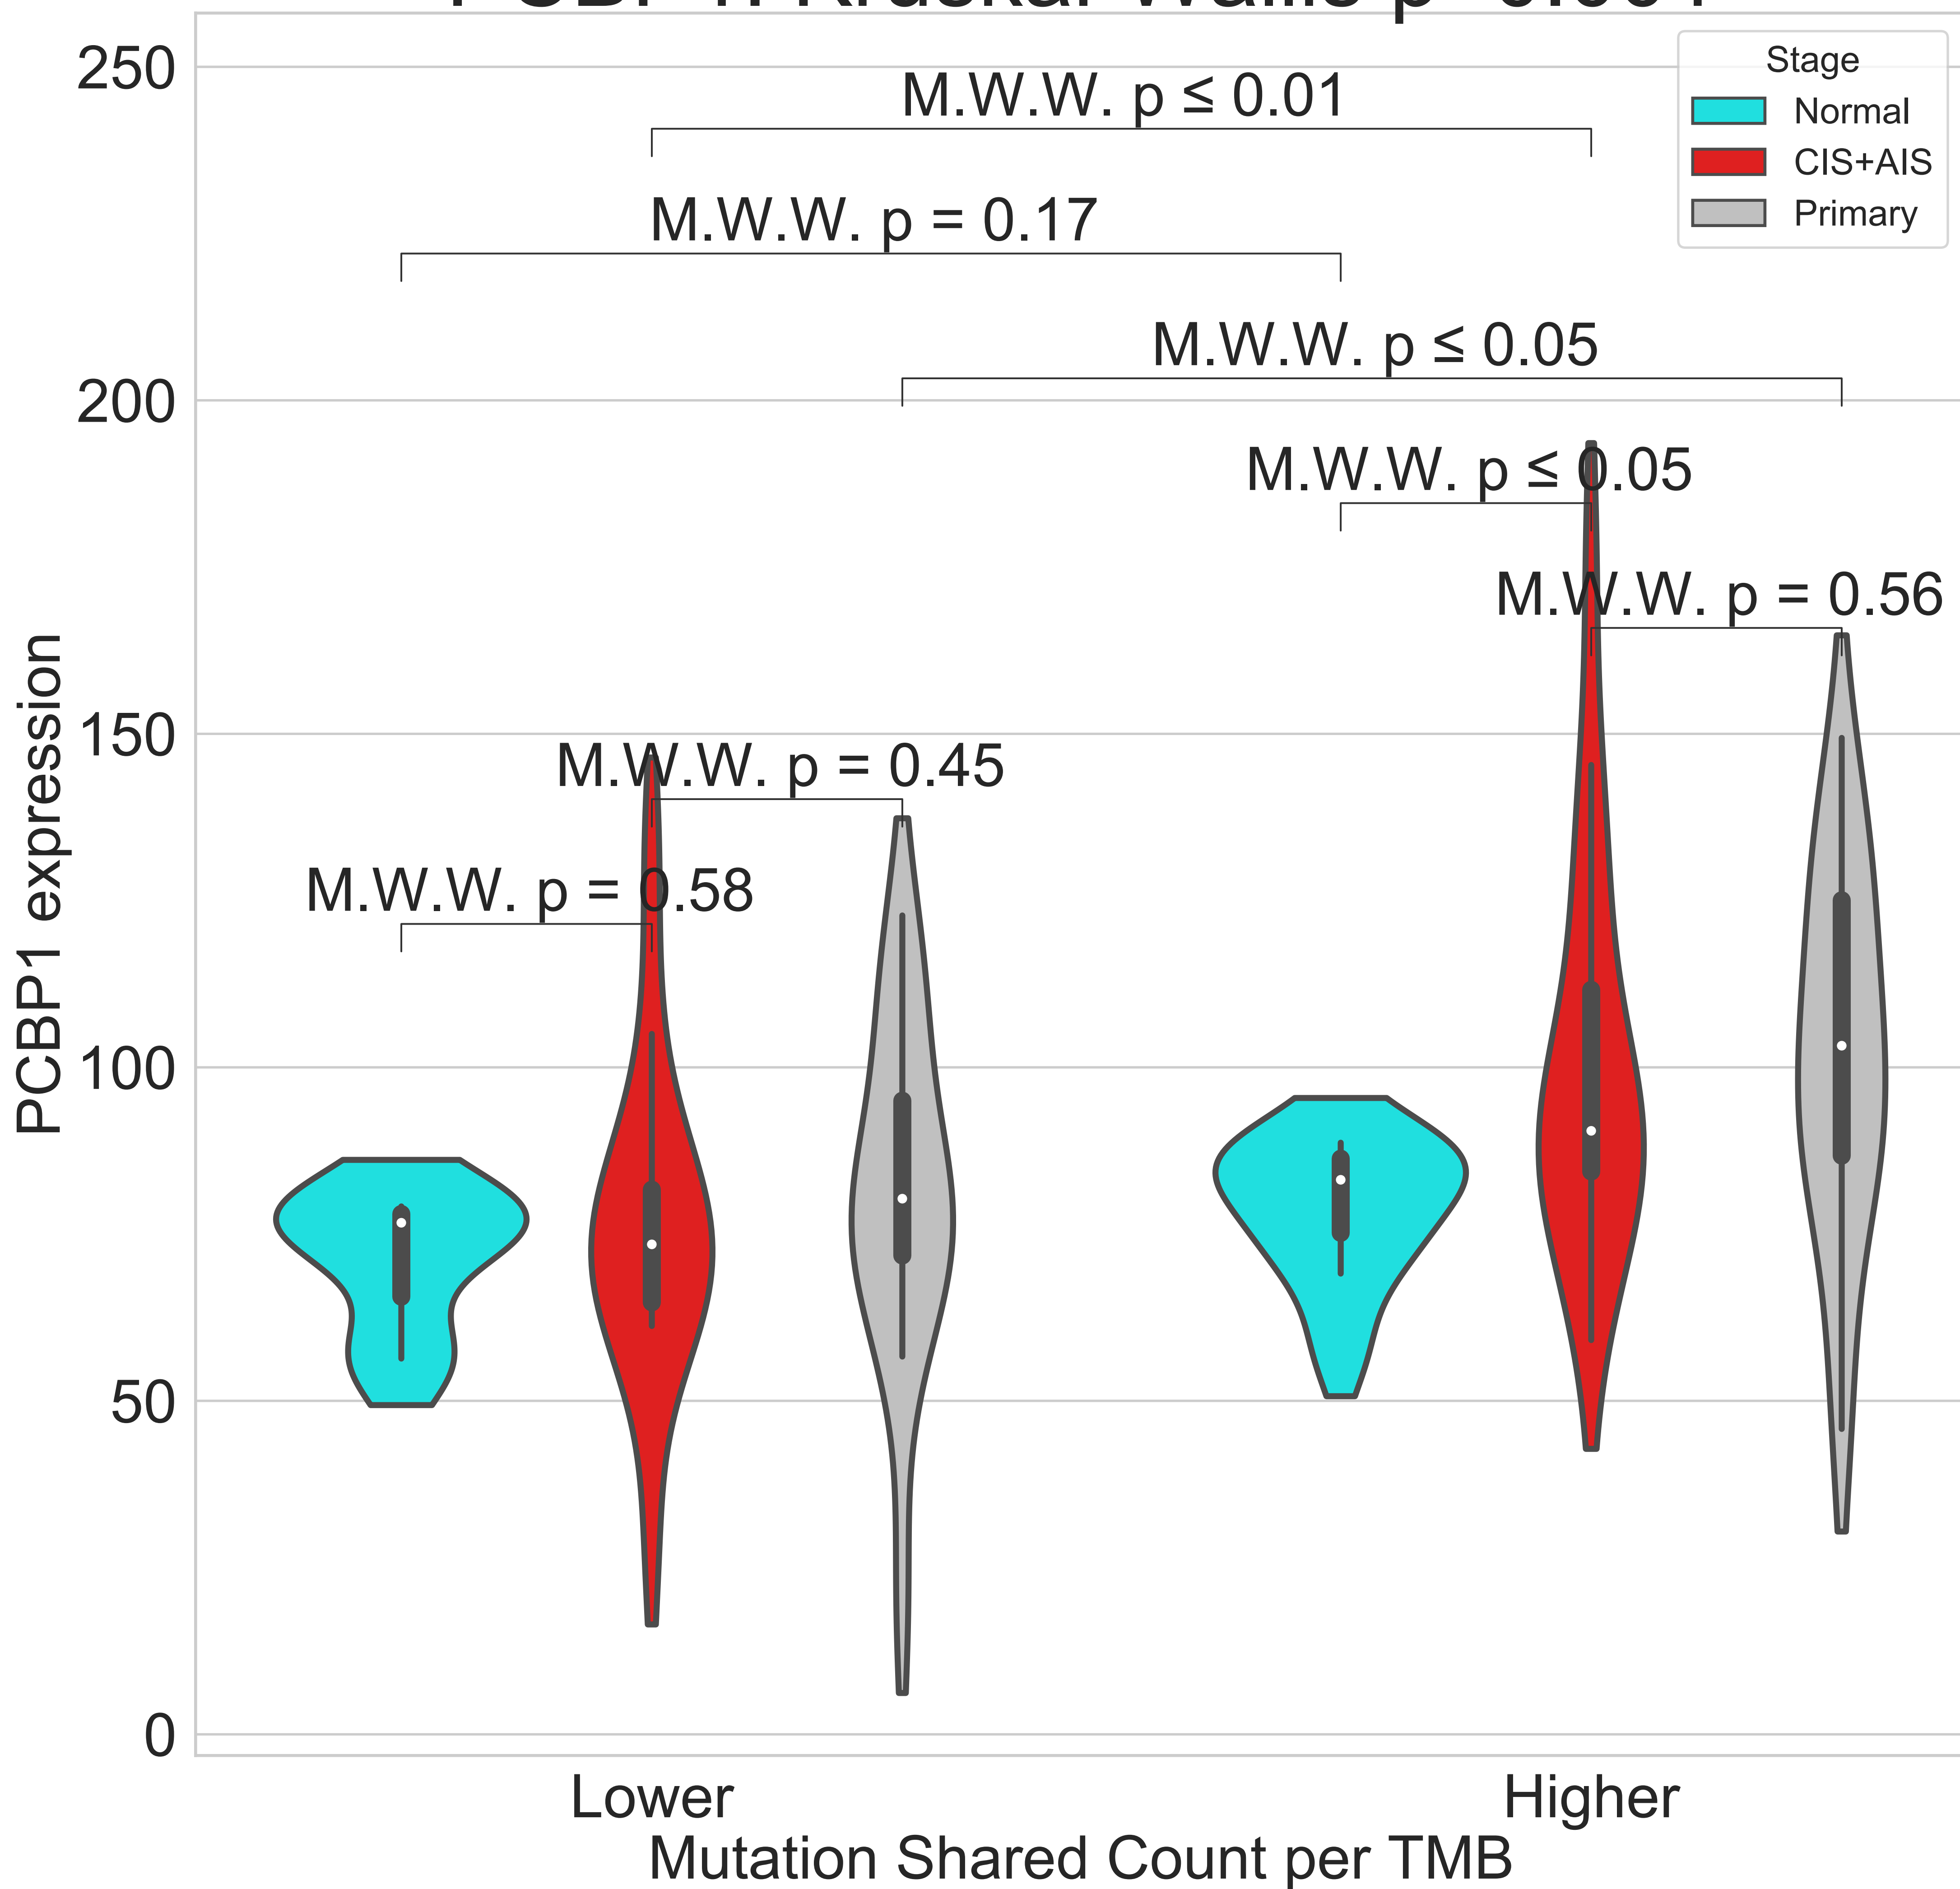 250
200
150
100
50
0
PCBP1 expression
M.W.W. p ≤ 0.01
M.W.W. p = 0.17
M.W.W. p ≤ 0.05
M.W.W. p ≤ 0.05
M.W.W. p = 0.56
M.W.W. p = 0.45
M.W.W. p = 0.58
Stage
Normal
CIS+AIS
Primary
Lower
Higher
Mutation Shared Count per TMB